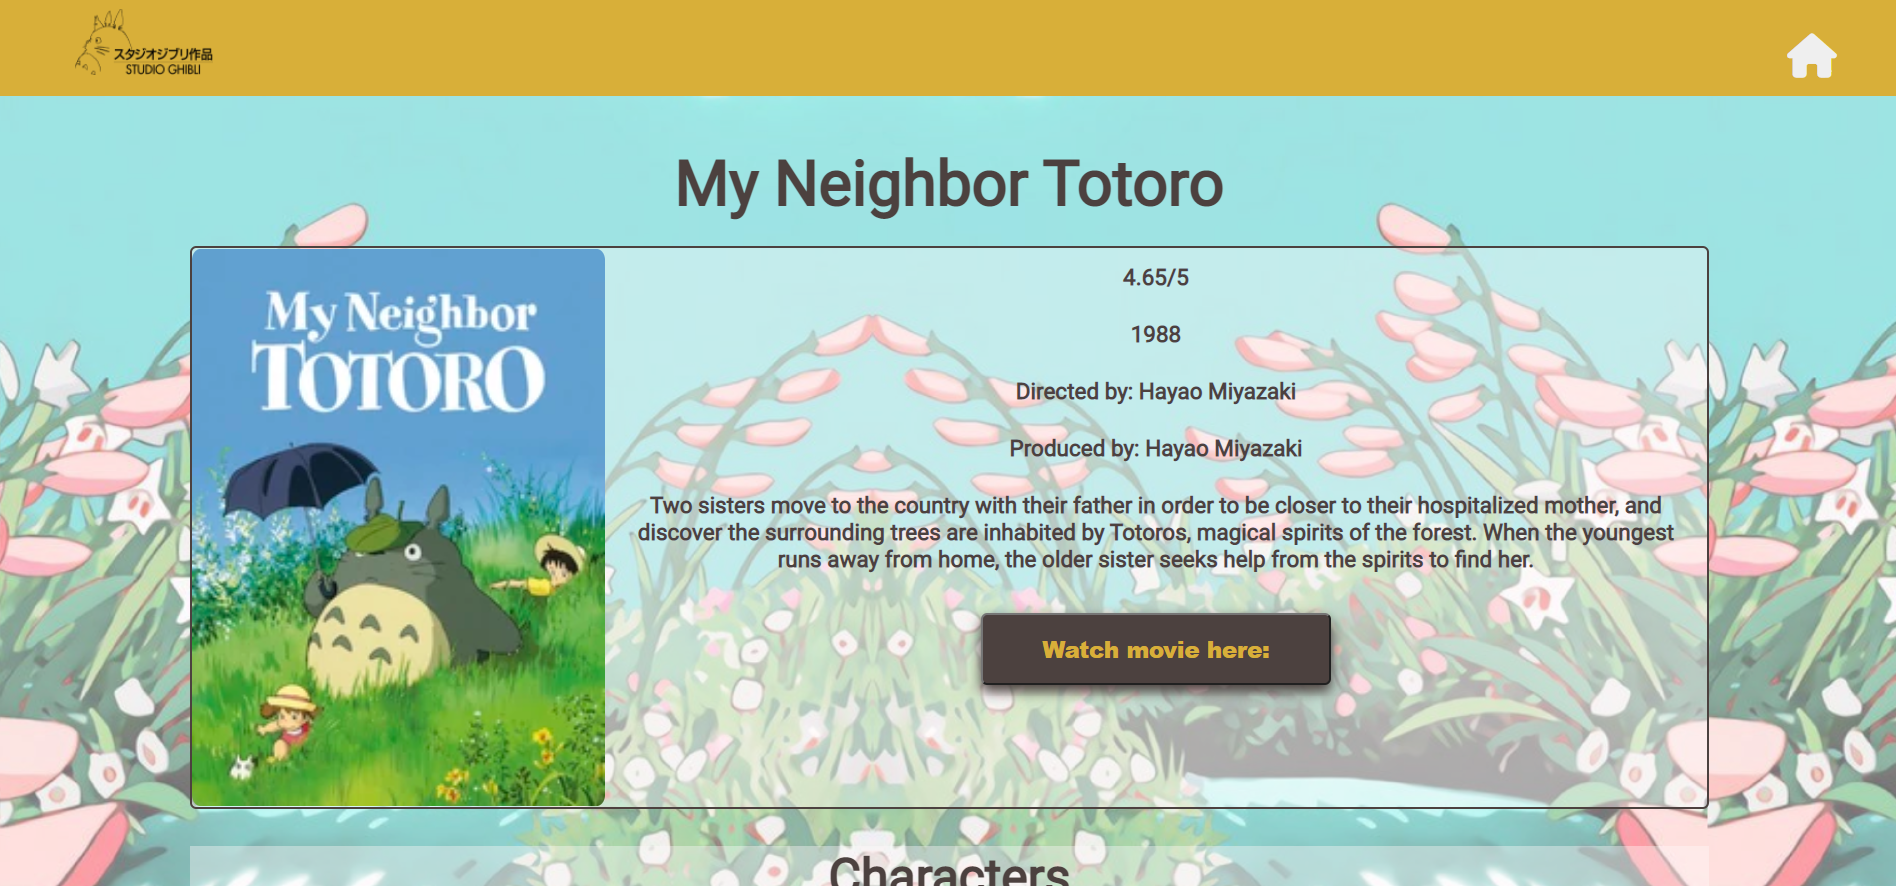 スタジオジブリ作品
STUDIO GHIBLI
My Neighbor Totoro
My Neighbor
TOTORO
4.65/5
1988
Directed by: Hayao Miyazaki
Produced by: Hayao Miyazaki
Two sisters move to the country with their father in order to be closer to their hospitalized mother, and
discover the surrounding trees are inhabited by Totoros, magical spirits of the forest. When the youngest
runs away from home, the older sister seeks help from the spirits to find her.
Watch movie here:
Characters